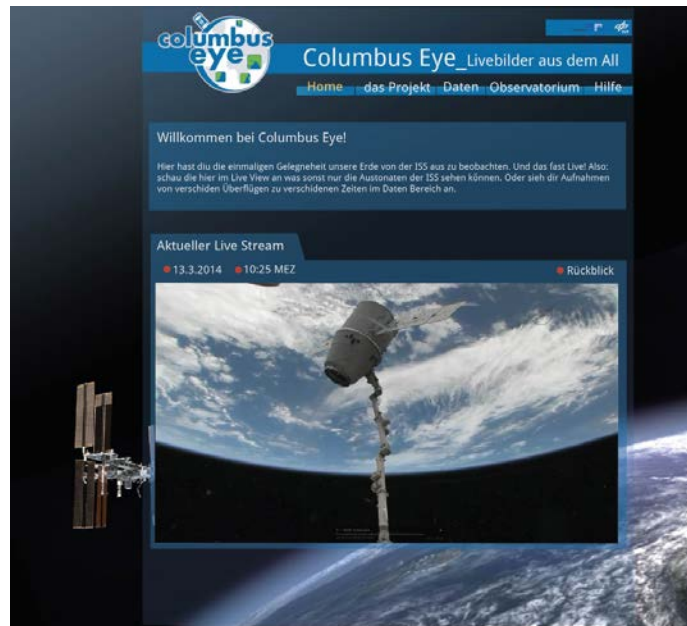 columbus
eye
Columbus Eye_Livebilder aus dem All
Home das Projekt Daten Observatorium Hilfe
Willkommen bei Columbus Eye!
Hier hast diu die einmaligen Gelegneheit unsere Erde von der ISS aus zu beobachten. Und das fast Live! Also:
schau die hier im Live View an was sonst nur die Austonaten der ISS sehen können. Oder sieh dir Aufnahmen
von verschiden Überflügen zu verschidenen Zeiten im Daten Bereich an.
Aktueller Live Stream
13.3.2014 10:25 MEZ Rückblick